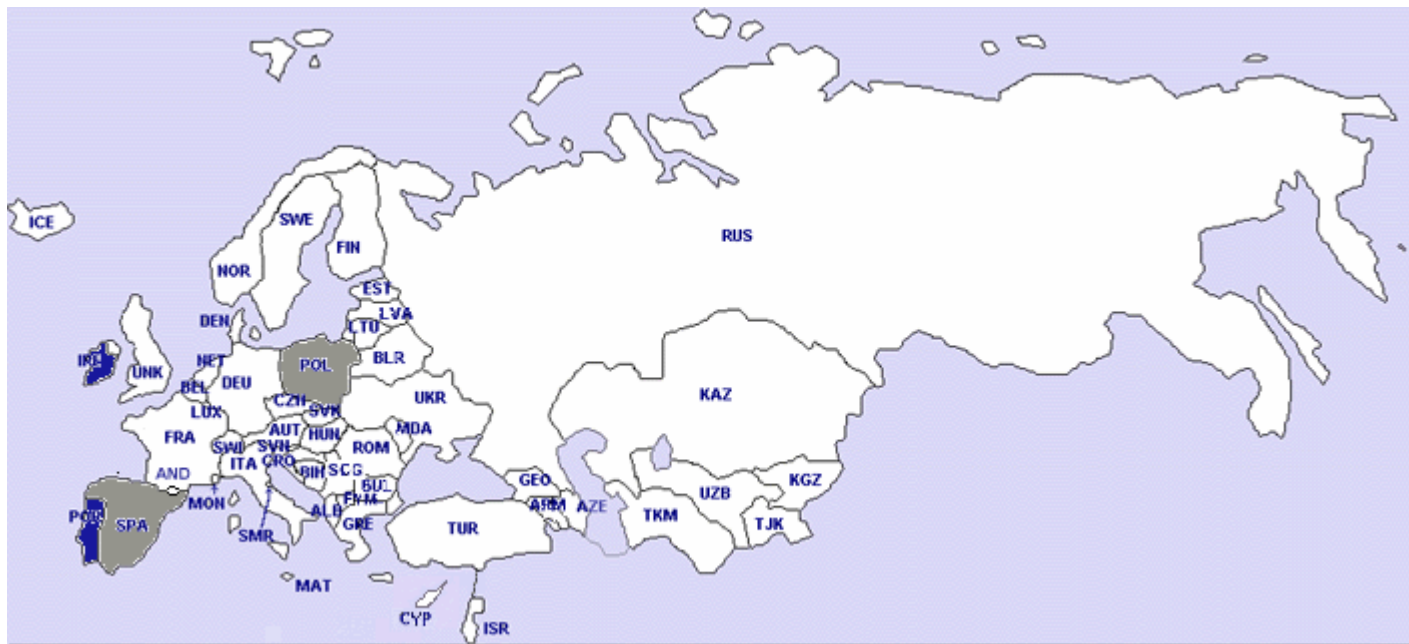 ICE
SWE
FIN
NOR
RUS
EST
LVA
DEN
LTU
BLR
IRE
UNK
NET
POL
DEU
BEL
CZH
UKR
KAZ
LUX
SVK
FRA
AUT
HUN
MDA
SWI
SVN
ROM
ITA
CRO
BIH
SCG
AND
GEO
KGZ
BUL
MON
FYM
UZB
POR
SPA
ALB
ARM
AZE
TKM
GRE
TUR
TJK
SMR
MAT
CYP
ISR